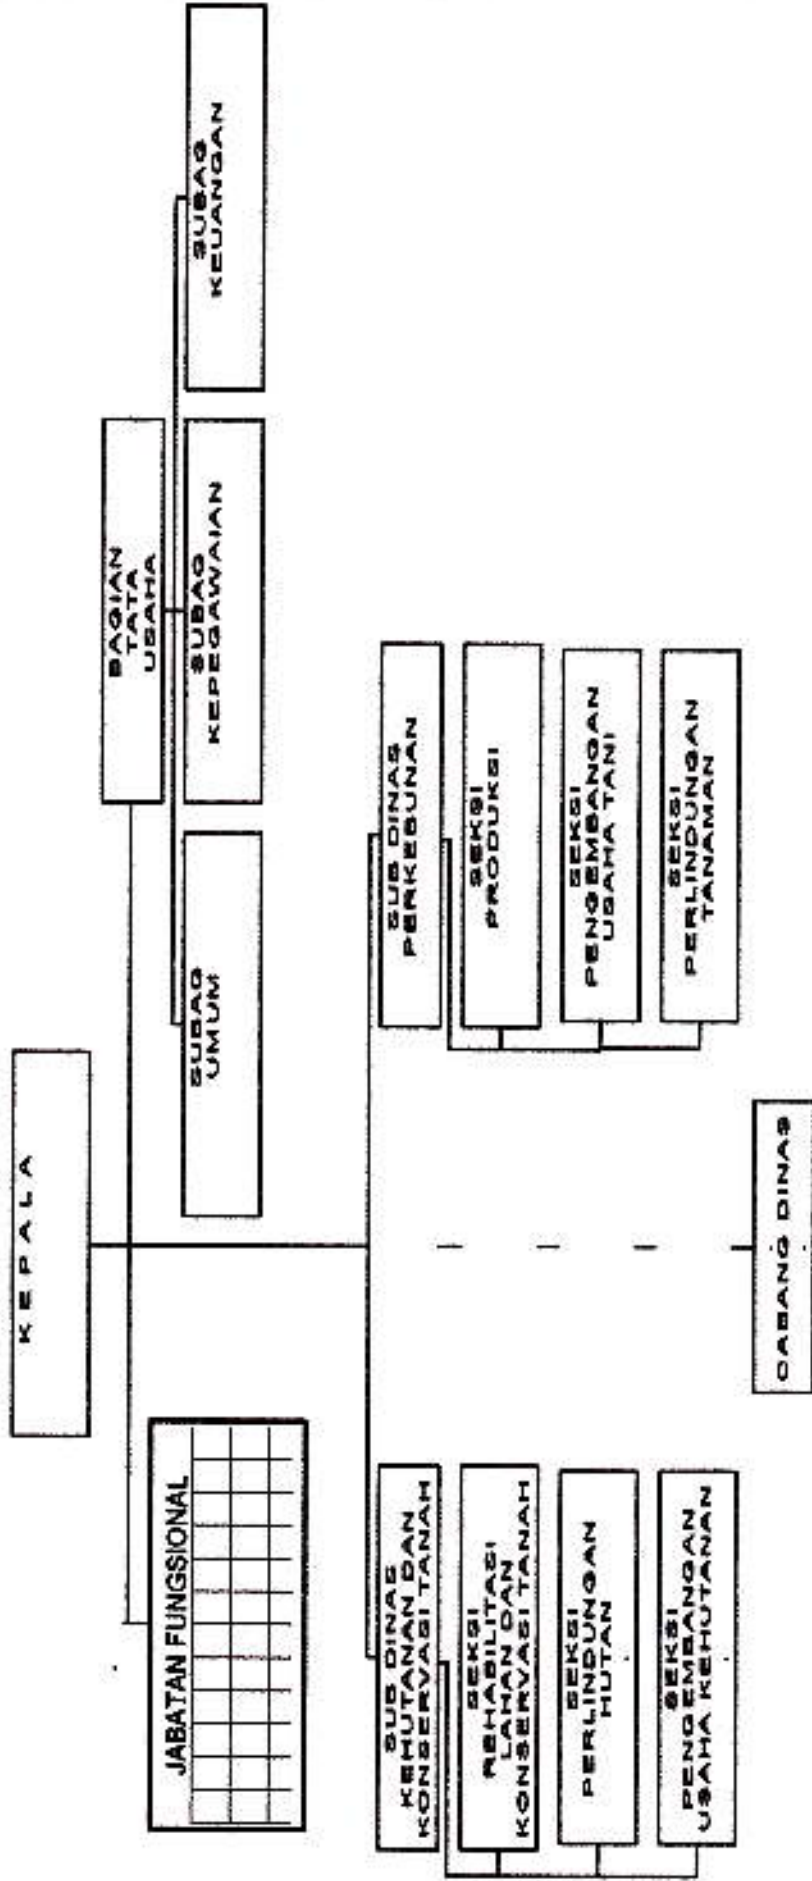 K E P A L A
JABATAN FUNGSIONAL
BAGIAN
TATA
USAHA
SUBAG
UMUM
SUBAG
KEPEGAWAIAN
SUBAG
KEUANGAN
SUB DINAS
KEHUTANAN DAN
KONSERVASI TANAH
SEKSI
REHABILITASI
LAHAN DAN
KONSERVASI TANAH
SEKSI
PERLINDUNGAN
HUTAN
SEKSI
PENGEMBANGAN
USAHA KEHUTANAN
SUB DINAS
PERKEBUNAN
SEKSI
PRODUKSI
SEKSI
PENGEMBANGAN
USAHA TANI
SEKSI
PERLINDUNGAN
TANAMAN
CABANG DINAS